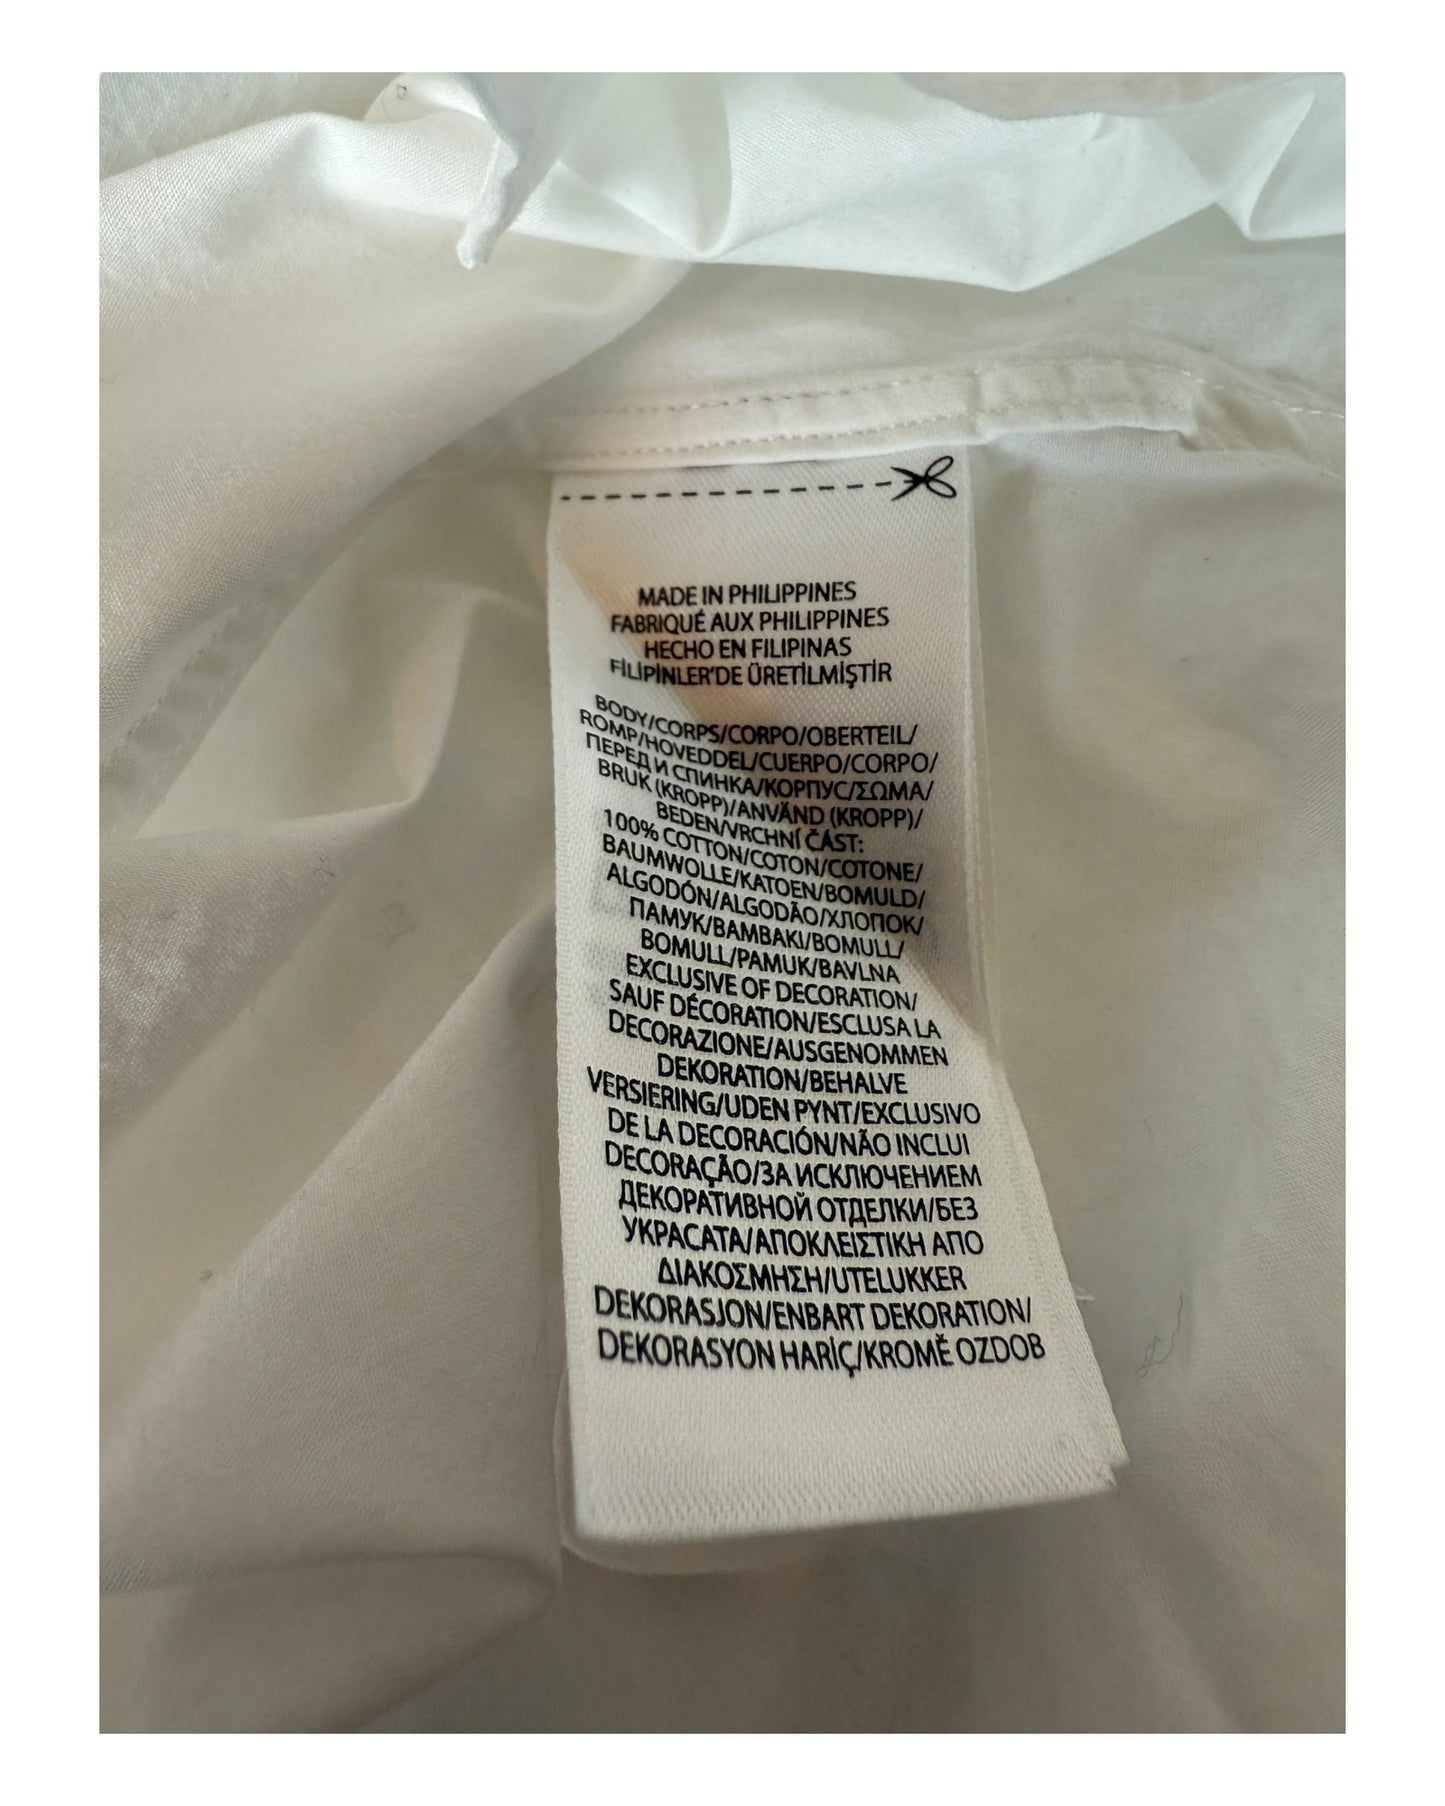 MADE IN PHILIPPINES
FABRIQUÉ AUX PHILIPPINES
HECHO EN FILIPINAS
FİLİPİNLER'DE ÜRETİLMİŞTİR
BODY/CORPS/CORPO/OBERTEIL/
ROMP/HOVEDDEL/CUERPO/CORPO/
ПЕРЕД И СПИНКА/КОРПУС/ΣΩΜΑ/
BRUK (KROPP)/ANVÄND (KROPP)/
BEDEN/VRCHNÍ ČÁST:
100% COTTON/COTON/COTONE/
BAUMWOLLE/KATOEN/BOMULD/
ALGODÓN/ALGODÃO/ХЛОПОК/
ПАМУК/ΒΑΜΒΑΚΙ/BOMULL/
BOMULL/PAMUK/BAVLNA
EXCLUSIVE OF DECORATION/
SAUF DÉCORATION/ESCLUSA LA
DECORAZIONE/AUSGENOMMEN
DEKORATION/BEHALVE
VERSIERING/UDEN PYNT/EXCLUSIVO
DE LA DECORACIÓN/NÃO INCLUI
DECORAÇÃO/ЗА ИСКЛЮЧЕНИЕМ
ДЕКОРАТИВНОЙ ОТДЕЛКИ/БЕЗ
УКРАСАТА/ΑΠΟΚΛΕΙΣΤΙΚΗ ΑΠΟ
ΔΙΑΚΟΣΜΗΣΗ/UTELUKKER
DEKORASJON/ENBART DEKORATION/
DEKORASYON HARİÇ/KROMĚ OZDOB